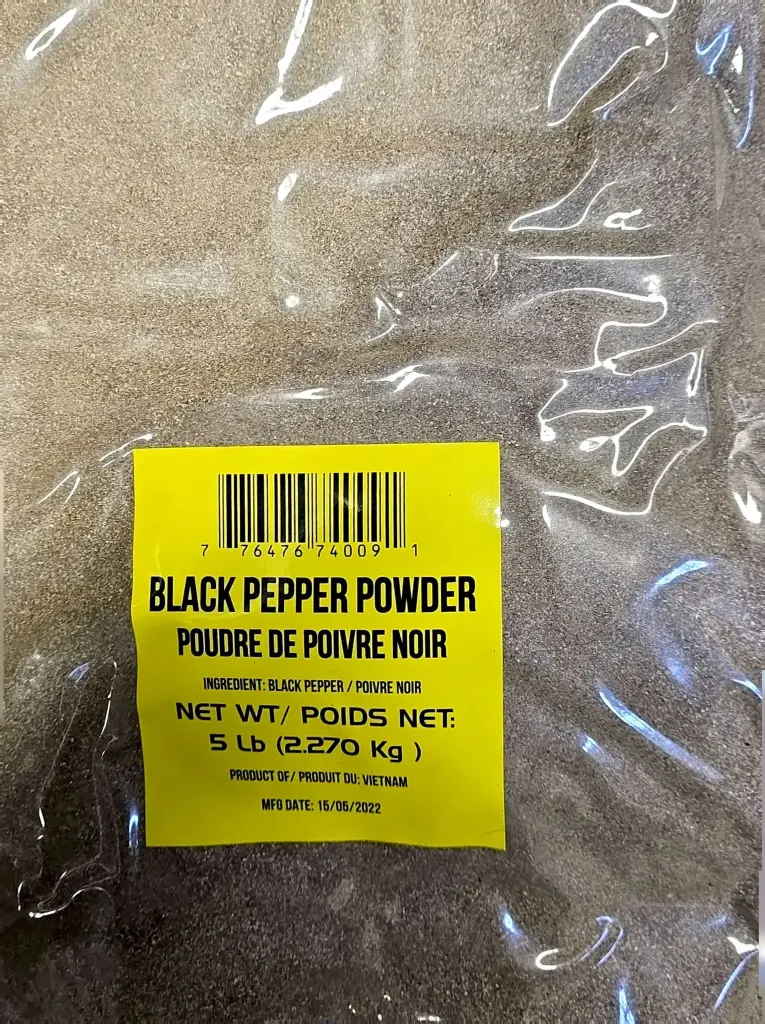 7 76476 74009 1
BLACK PEPPER POWDER
POUDRE DE POIVRE NOIR
INGREDIENT: BLACK PEPPER / POIVRE NOIR
NET WT/ POIDS NET:
5 Lb (2.270 Kg )
PRODUCT OF/ PRODUIT DU: VIETNAM
MFG DATE: 15/05/2022